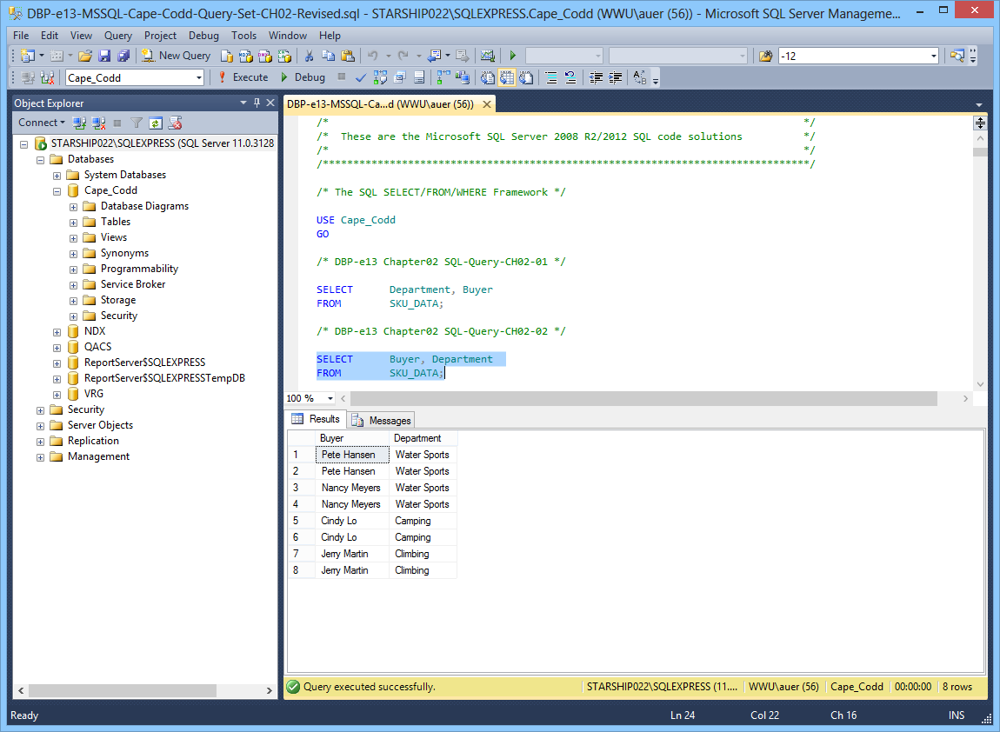 DBP-e13-MSSQL-Cape-Codd-Query-Set-CH02-Revised.sql - STARSHIP022\SQLEXPRESS.Cape_Codd (WWU\auer (56)) - Microsoft SQL Server Manageme...
File Edit View Query Project Debug Tools Window Help
New Query -12
Cape_Codd Execute Debug
Object Explorer
Connect
STARSHIP022\SQLEXPRESS (SQL Server 11.0.3128
Databases
System Databases
Cape_Codd
Database Diagrams
Tables
Views
Synonyms
Programmability
Service Broker
Storage
Security
NDX
QACS
ReportServer$SQLEXPRESS
ReportServer$SQLEXPRESSTempDB
VRG
Security
Server Objects
Replication
Management
DBP-e13-MSSQL-Ca...d (WWU\auer (56))
/* */
/* These are the Microsoft SQL Server 2008 R2/2012 SQL code solutions */
/* */
/********************************************************************************/
/* The SQL SELECT/FROM/WHERE Framework */
USE Cape_Codd
GO
/* DBP-e13 Chapter02 SQL-Query-CH02-01 */
SELECT Department, Buyer
FROM SKU_DATA;
/* DBP-e13 Chapter02 SQL-Query-CH02-02 */
SELECT Buyer, Department
FROM SKU_DATA;
100 %
Results Messages
Buyer Department
1 Pete Hansen Water Sports
2 Pete Hansen Water Sports
3 Nancy Meyers Water Sports
4 Nancy Meyers Water Sports
5 Cindy Lo Camping
6 Cindy Lo Camping
7 Jerry Martin Climbing
8 Jerry Martin Climbing
Query executed successfully. STARSHIP022\SQLEXPRESS (11.... WWU\auer (56) Cape_Codd 00:00:00 8 rows
Ready Ln 24 Col 22 Ch 16 INS